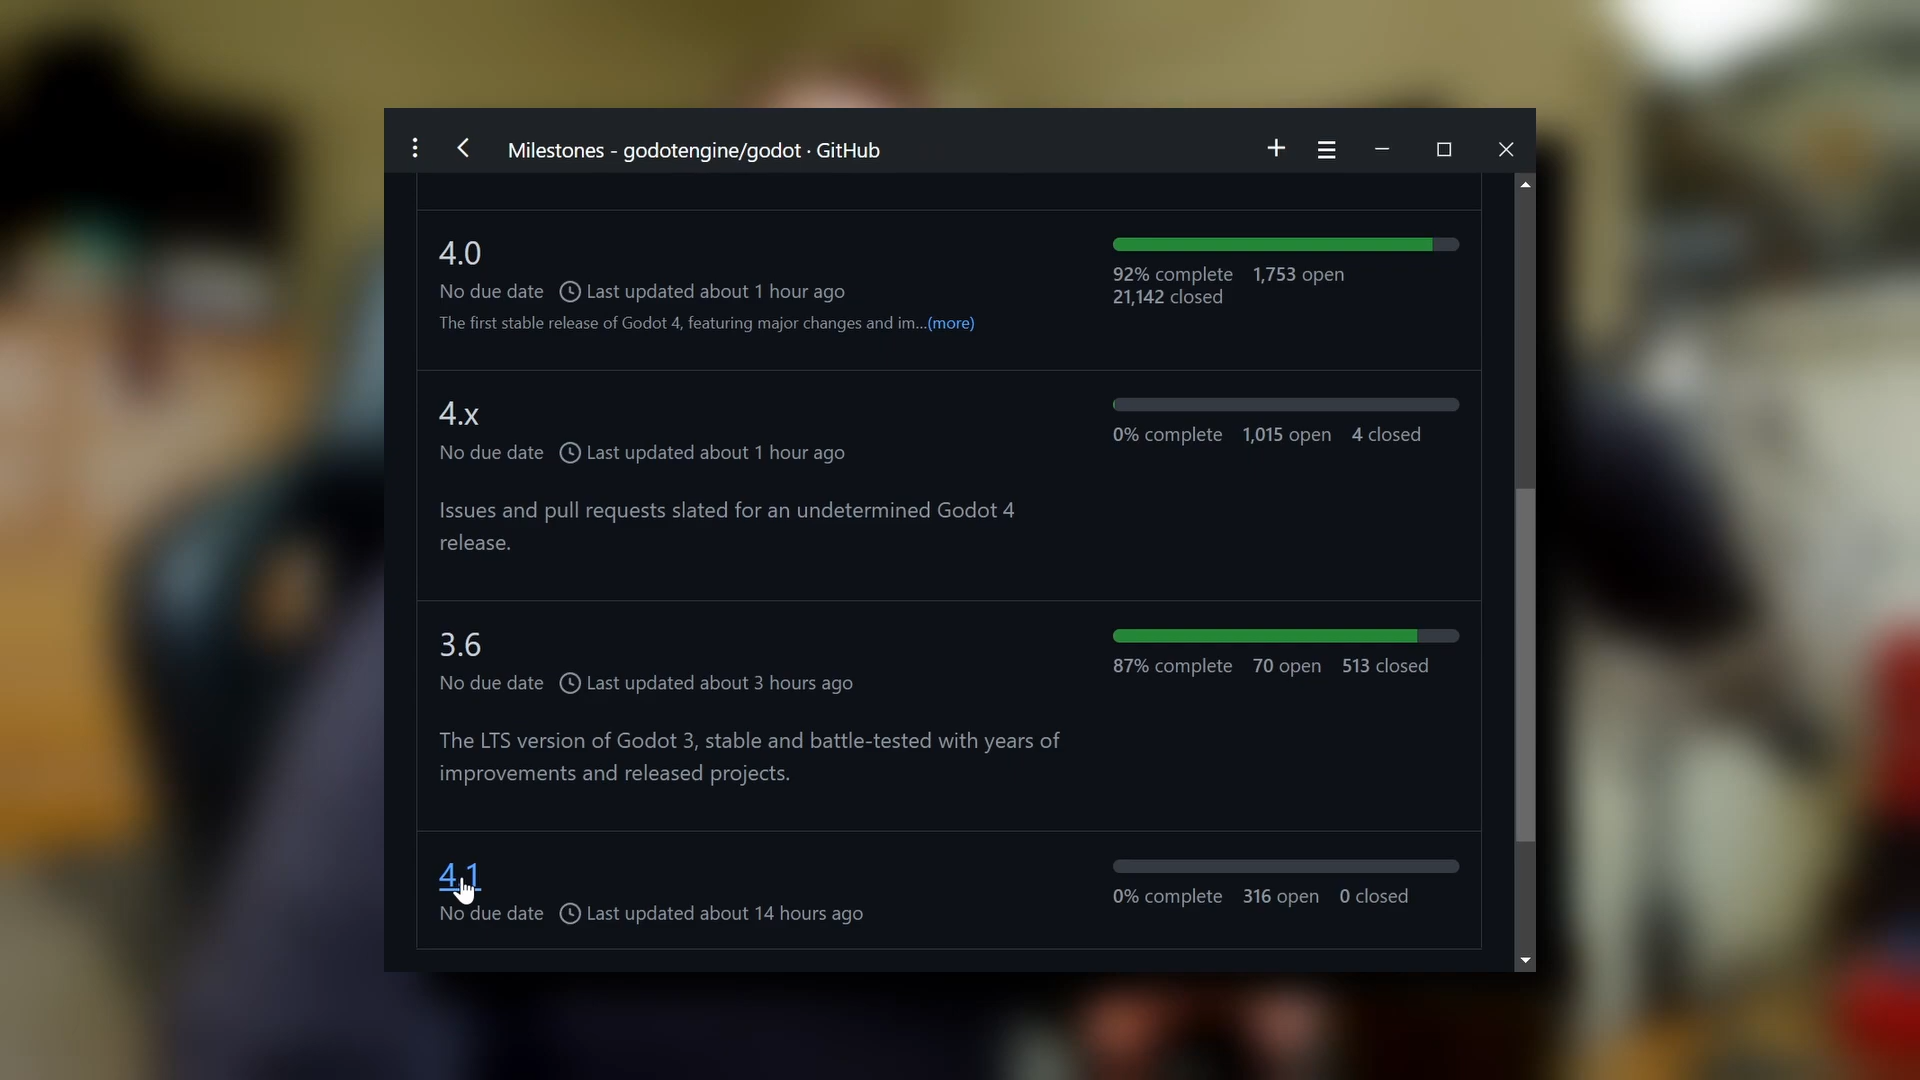 Milestones - godotengine/godot · GitHub
4.0
No due date Last updated about 1 hour ago
The first stable release of Godot 4, featuring major changes and im...(more)
92% complete 1,753 open
21,142 closed
4.x
No due date Last updated about 1 hour ago
Issues and pull requests slated for an undetermined Godot 4
release.
0% complete 1,015 open 4 closed
3.6
No due date Last updated about 3 hours ago
The LTS version of Godot 3, stable and battle-tested with years of
improvements and released projects.
87% complete 70 open 513 closed
4.1
No due date Last updated about 14 hours ago
0% complete 316 open 0 closed